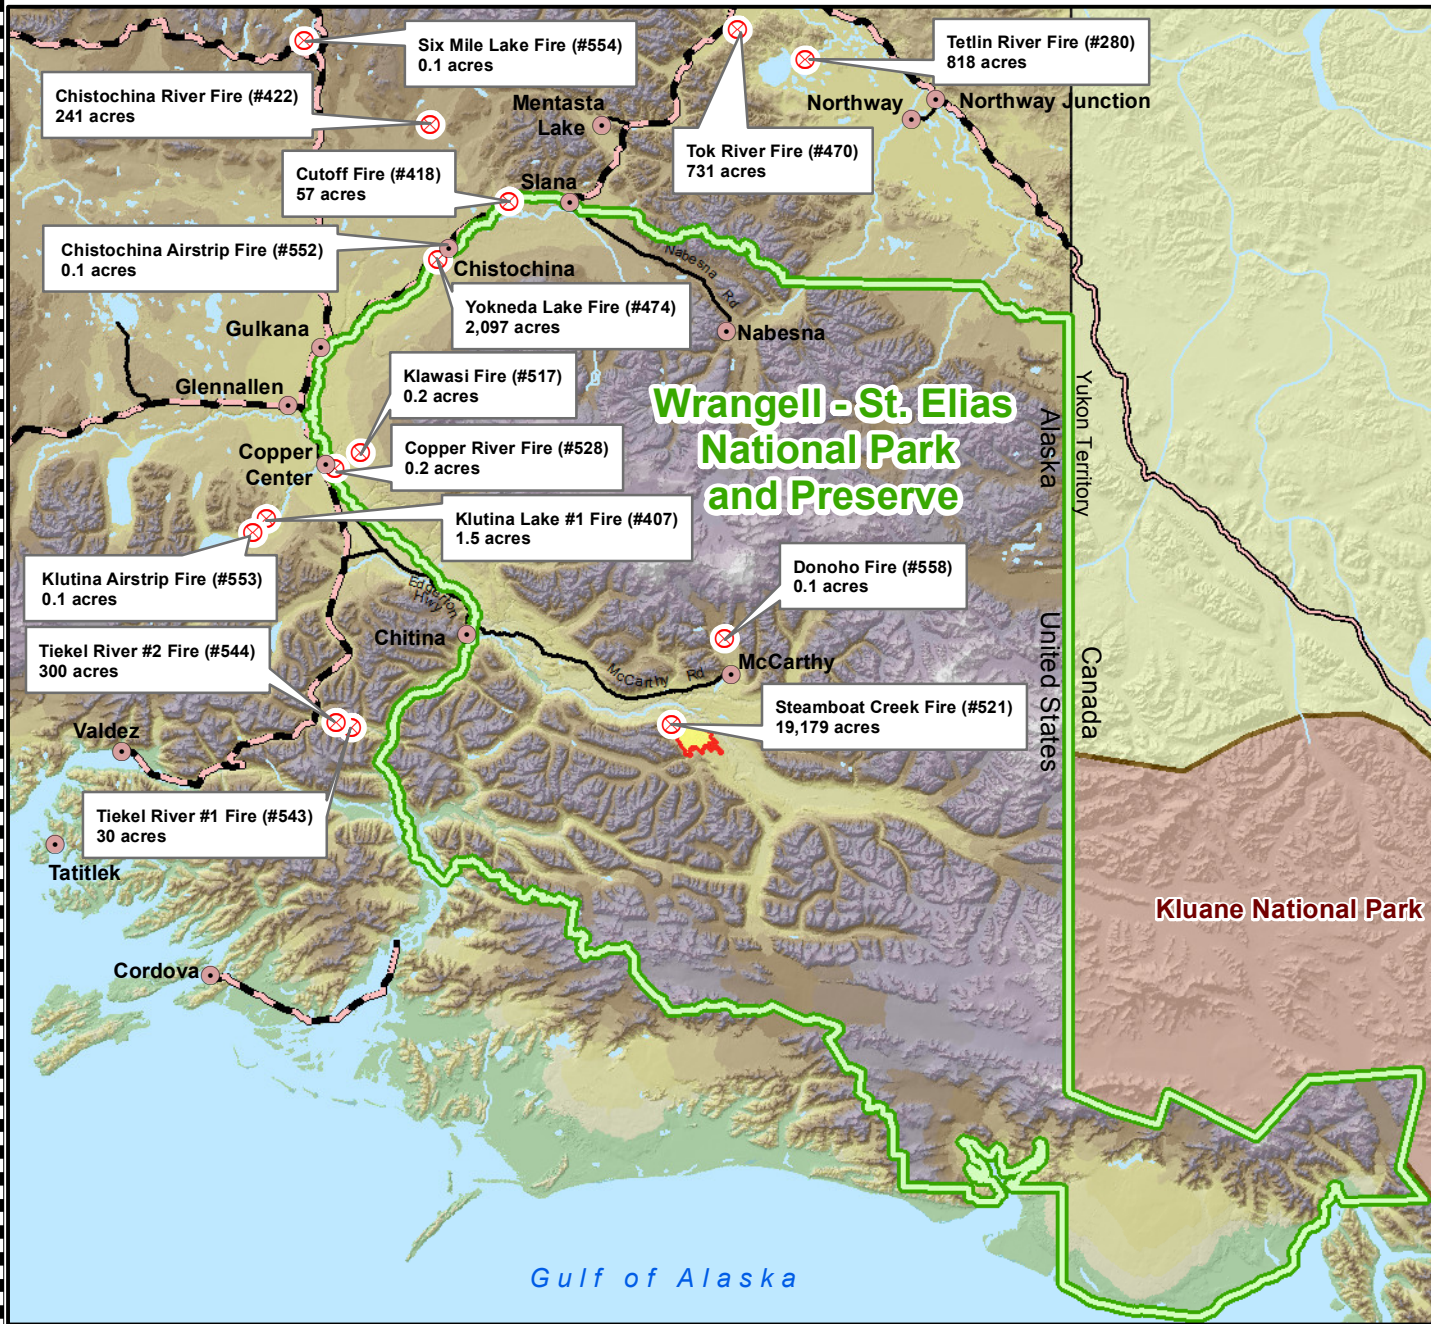 Six Mile Lake Fire (#554)
0.1 acres
Tetlin River Fire (#280)
818 acres
Chistochina River Fire (#422)
241 acres
Mentasta
Lake
Northway
Northway Junction
Tok River Fire (#470)
731 acres
Cutoff Fire (#418)
57 acres
Slana
Chistochina Airstrip Fire (#552)
0.1 acres
Chistochina
Nabesna Rd
Yokneda Lake Fire (#474)
2,097 acres
Gulkana
Nabesna
Glennallen
Klawasi Fire (#517)
0.2 acres
Wrangell - St. Elias
National Park
and Preserve
Alaska
Yukon Territory
Copper
Center
Copper River Fire (#528)
0.2 acres
Klutina Lake #1 Fire (#407)
1.5 acres
Klutina Airstrip Fire (#553)
0.1 acres
Donoho Fire (#558)
0.1 acres
Edgerton
Hwy
Chitina
United States
Canada
Tiekel River #2 Fire (#544)
300 acres
McCarthy Rd
McCarthy
Steamboat Creek Fire (#521)
19,179 acres
Valdez
Tiekel River #1 Fire (#543)
30 acres
Tatitlek
Kluane National Park
Cordova
Gulf of Alaska